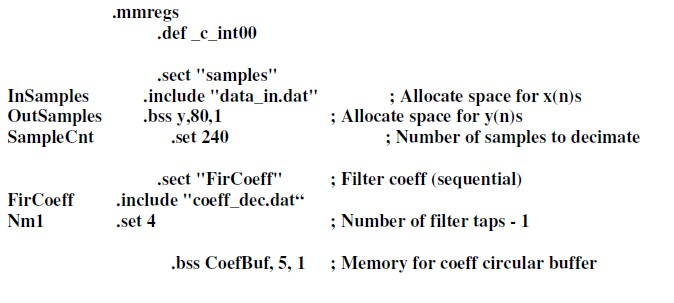 .mmregs
.def _c_int00
.sect "samples"
InSamples .include "data_in.dat" ; Allocate space for x(n)s
OutSamples .bss y,80,1 ; Allocate space for y(n)s
SampleCnt .set 240 ; Number of samples to decimate
.sect "FirCoeff" ; Filter coeff (sequential)
FirCoeff .include "coeff_dec.dat“
Nm1 .set 4 ; Number of filter taps - 1
.bss CoefBuf, 5, 1 ; Memory for coeff circular buffer